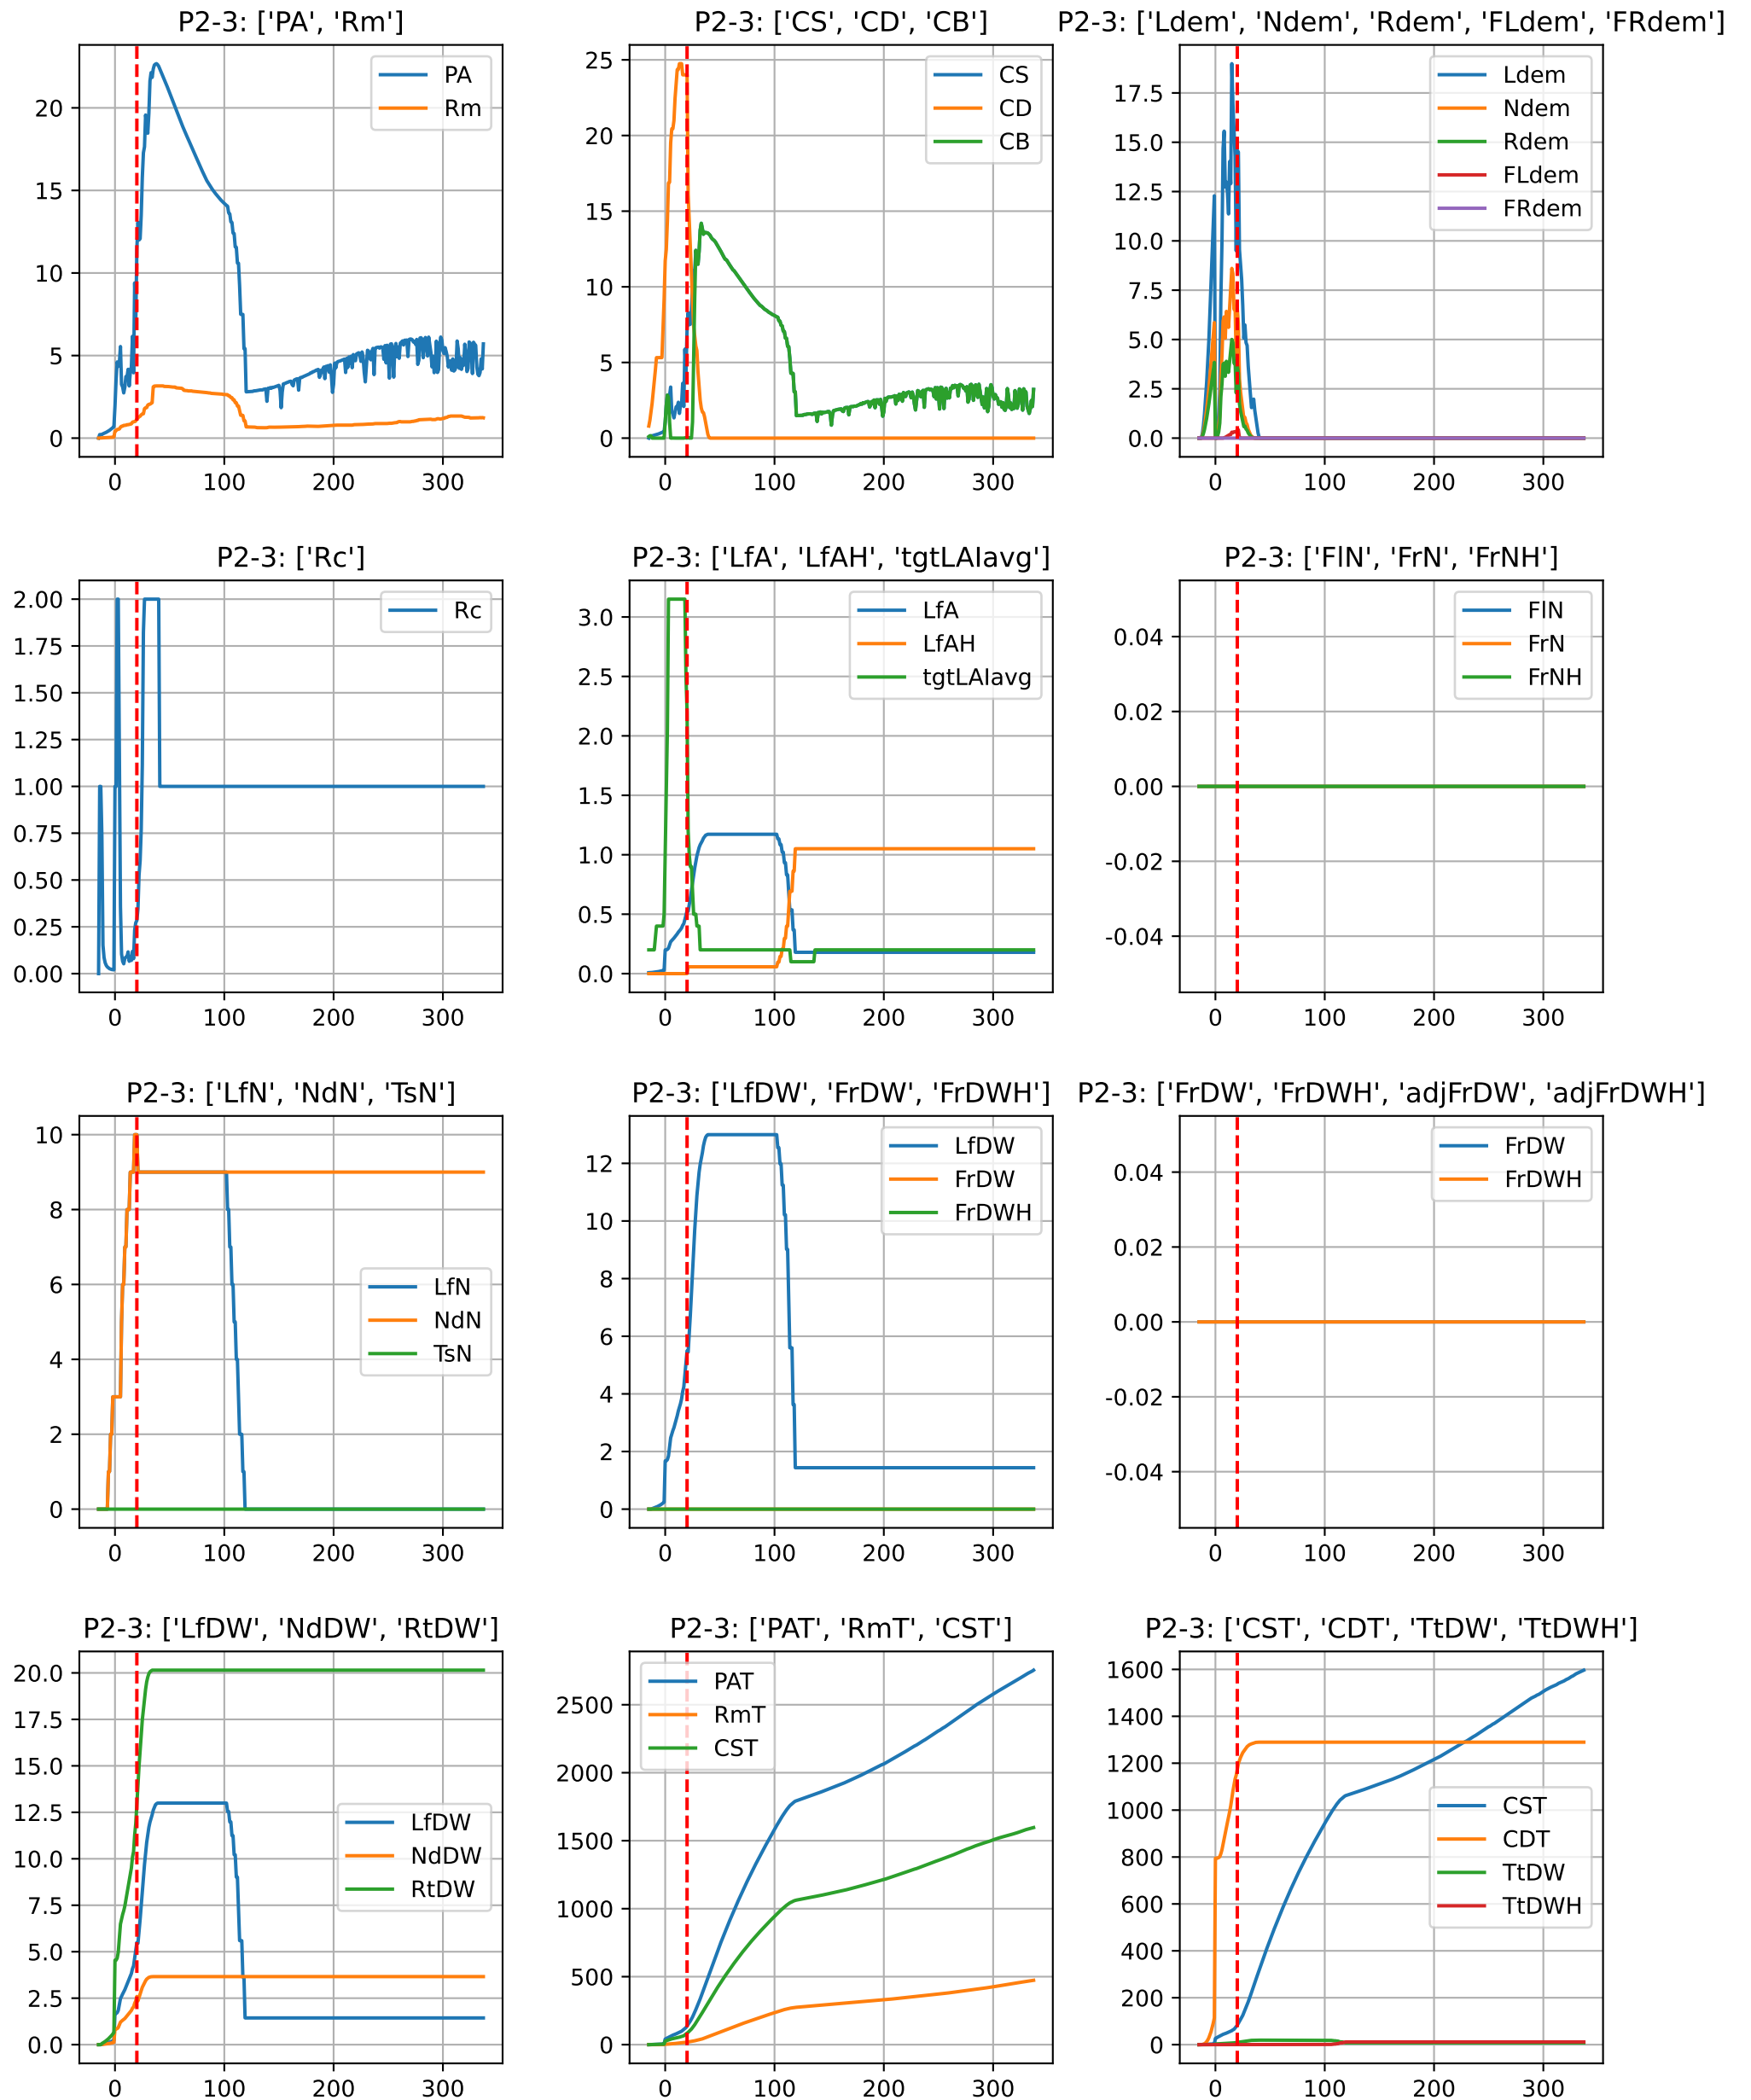 P2-3: ['PA', 'Rm']
20
15
10
5
0
0 100 200 300
PA
Rm
P2-3: ['CS', 'CD', 'CB']
25
20
15
10
5
0
0 100 200 300
CS
CD
CB
P2-3: ['Ldem', 'Ndem', 'Rdem', 'FLdem', 'FRdem']
17.5
15.0
12.5
10.0
7.5
5.0
2.5
0.0
0 100 200 300
Ldem
Ndem
Rdem
FLdem
FRdem
P2-3: ['Rc']
2.00
1.75
1.50
1.25
1.00
0.75
0.50
0.25
0.00
0 100 200 300
Rc
P2-3: ['LfA', 'LfAH', 'tgtLAIavg']
3.0
2.5
2.0
1.5
1.0
0.5
0.0
0 100 200 300
LfA
LfAH
tgtLAIavg
P2-3: ['FlN', 'FrN', 'FrNH']
0.04
0.02
0.00
-0.02
-0.04
0 100 200 300
FlN
FrN
FrNH
P2-3: ['LfN', 'NdN', 'TsN']
10
8
6
4
2
0
0 100 200 300
LfN
NdN
TsN
P2-3: ['LfDW', 'FrDW', 'FrDWH']
12
10
8
6
4
2
0
0 100 200 300
LfDW
FrDW
FrDWH
P2-3: ['FrDW', 'FrDWH', 'adjFrDW', 'adjFrDWH']
0.04
0.02
0.00
-0.02
-0.04
0 100 200 300
FrDW
FrDWH
P2-3: ['LfDW', 'NdDW', 'RtDW']
20.0
17.5
15.0
12.5
10.0
7.5
5.0
2.5
0.0
0 100 200 300
LfDW
NdDW
RtDW
P2-3: ['PAT', 'RmT', 'CST']
2500
2000
1500
1000
500
0
0 100 200 300
PAT
RmT
CST
P2-3: ['CST', 'CDT', 'TtDW', 'TtDWH']
1600
1400
1200
1000
800
600
400
200
0
0 100 200 300
CST
CDT
TtDW
TtDWH